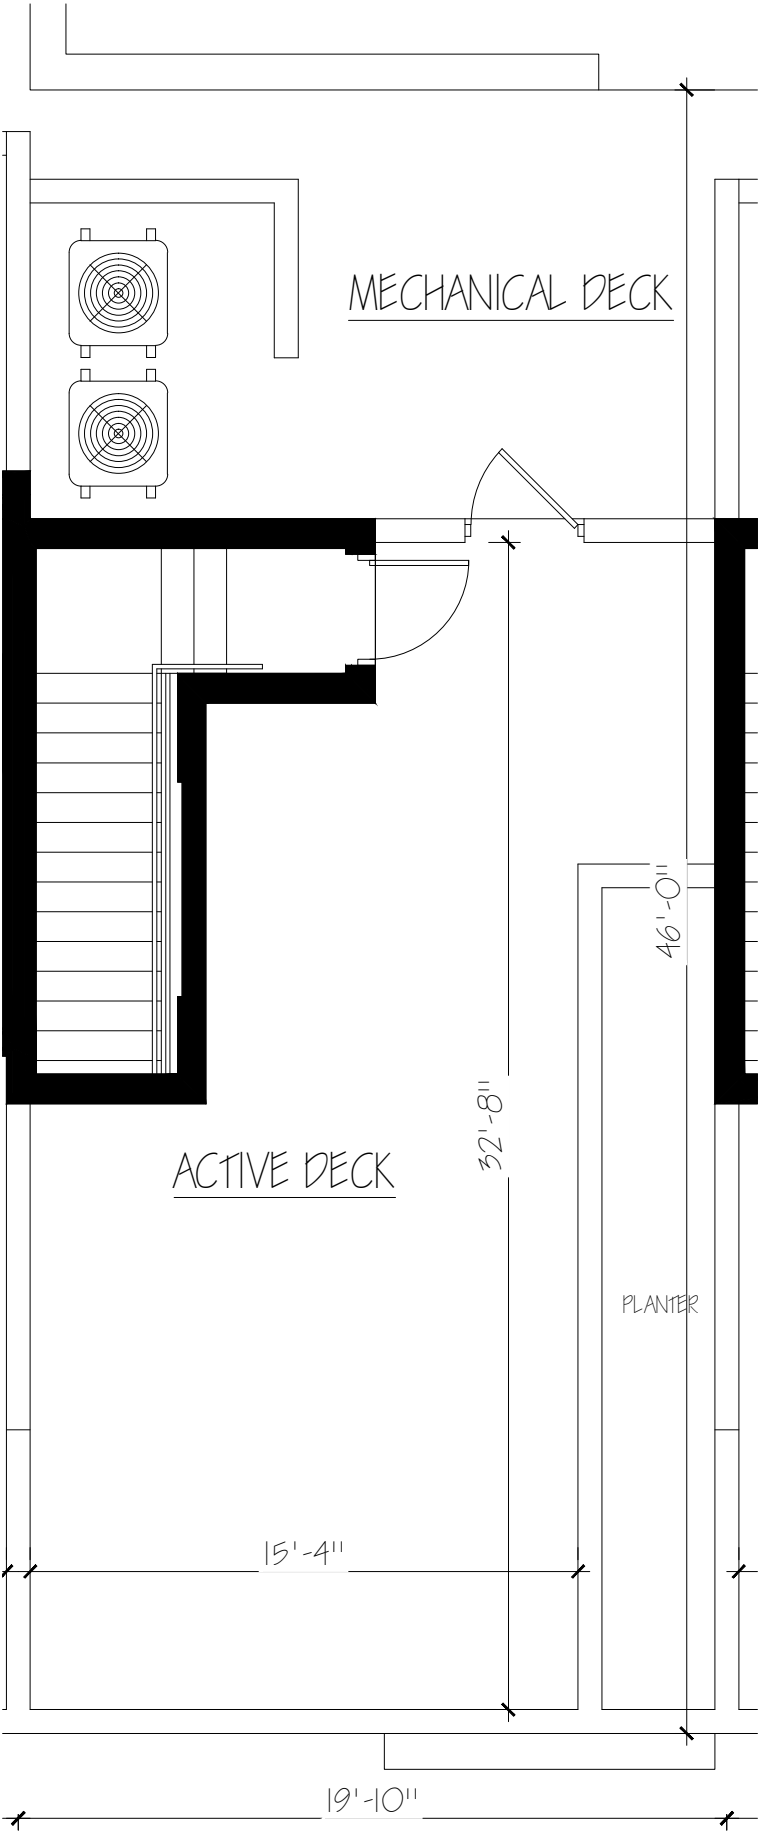 MECHANICAL DECK
46'-0"
32'-8"
ACTIVE DECK
PLANTER
15'-4"
19'-10"